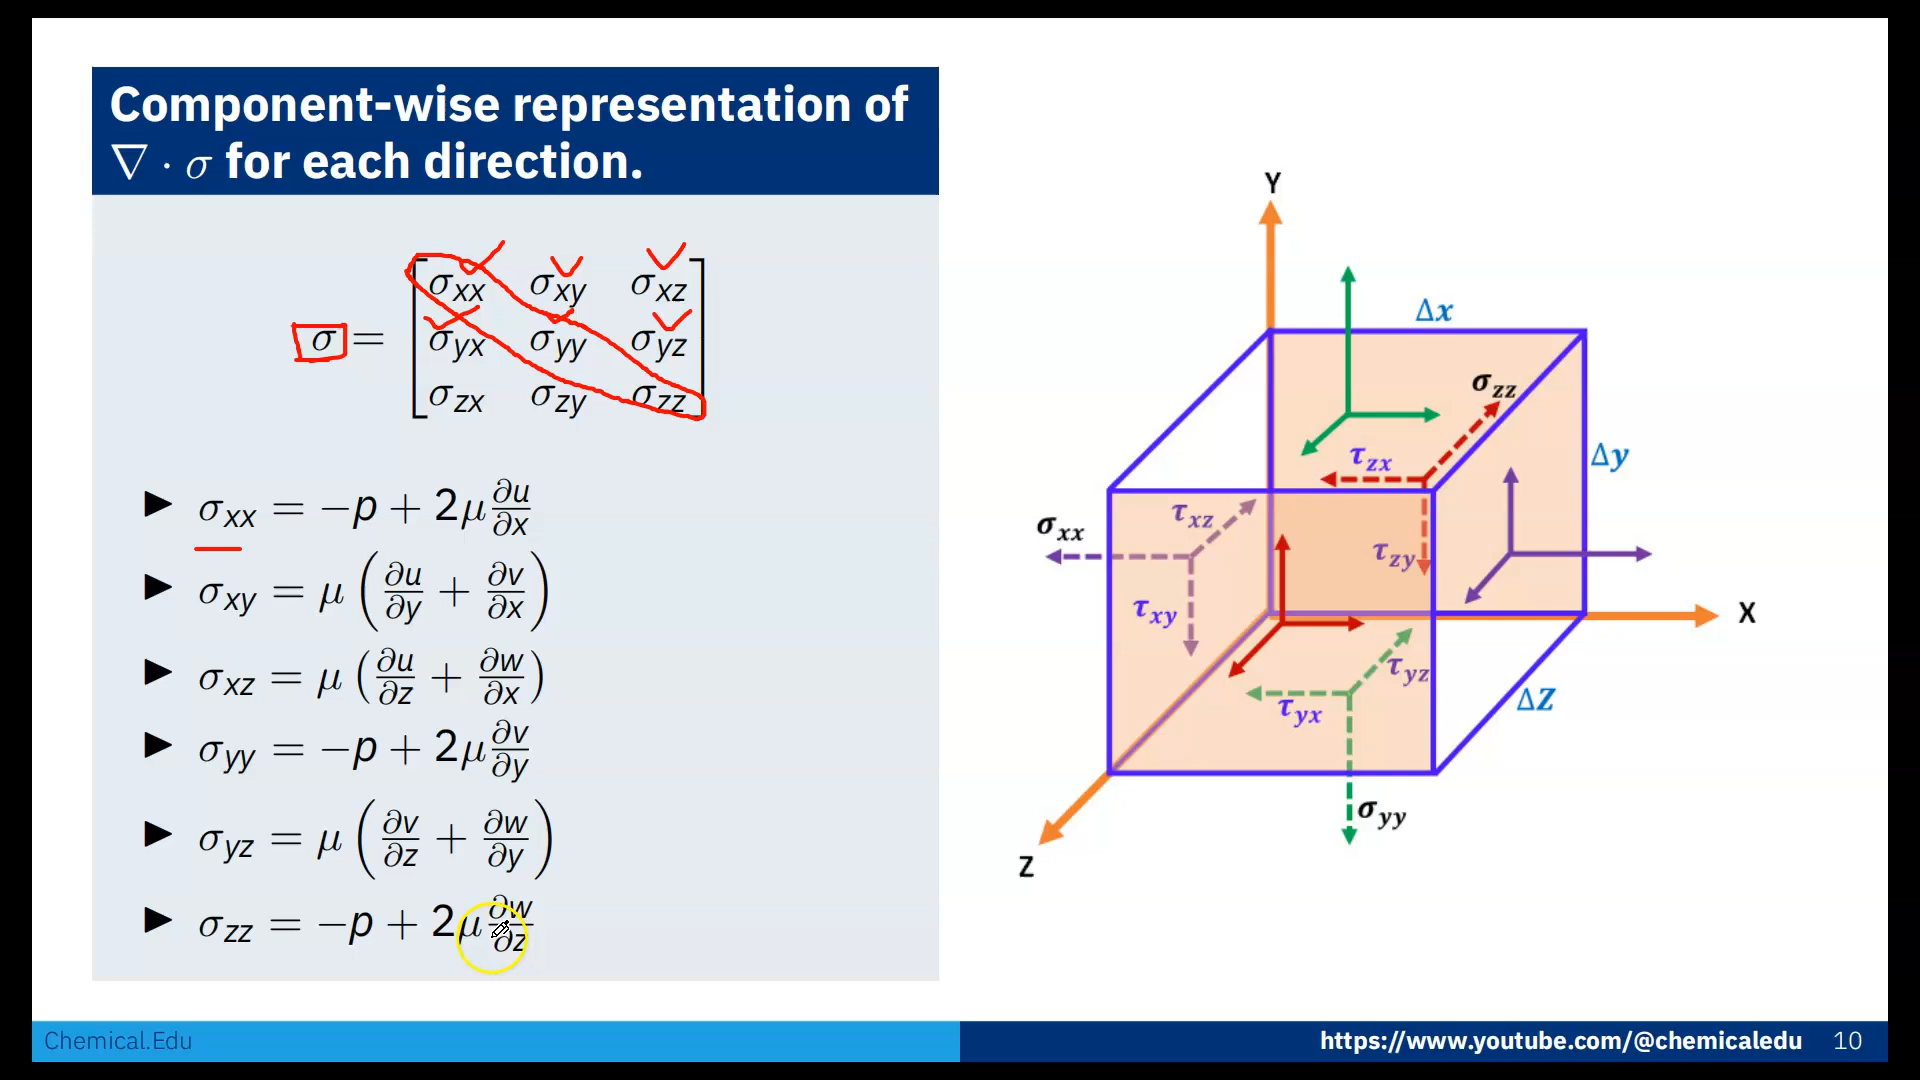 Component-wise representation of
∇ · σ for each direction.
σ = [σxx σxy σxz
σyx σyy σyz
σzx σzy σzz]
▶ σxx = −p + 2μ ∂u/∂x
▶ σxy = μ (∂u/∂y + ∂v/∂x)
▶ σxz = μ (∂u/∂z + ∂w/∂x)
▶ σyy = −p + 2μ ∂v/∂y
▶ σyz = μ (∂v/∂z + ∂w/∂y)
▶ σzz = −p + 2μ ∂w/∂z
Y
Δx
σzz
τzx
Δy
τxz
σxx
τzy
τxy
X
τyz
τyx
ΔZ
σyy
Z
Chemical.Edu
https://www.youtube.com/@chemicaledu 10